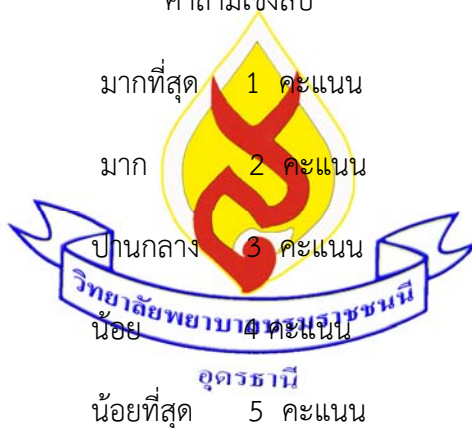 คำถามเชิงลบ
มากที่สุด 1 คะแนน
มาก 2 คะแนน
ปานกลาง 3 คะแนน
วิทยาลัยพยาบาลบรมราชชนนี
น้อย 4 คะแนน
อุดรธานี
น้อยที่สุด 5 คะแนน